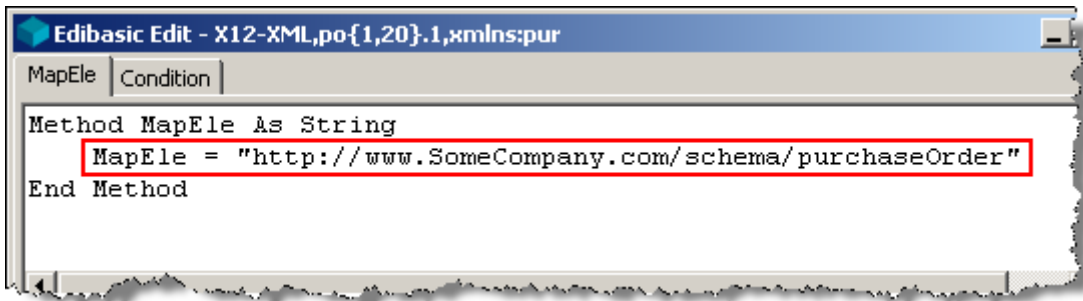 Edibasic Edit - X12-XML,po{1,20}.1,xmlns:pur
MapEle Condition
Method MapEle As String
MapEle = "http://www.SomeCompany.com/schema/purchaseOrder"
End Method